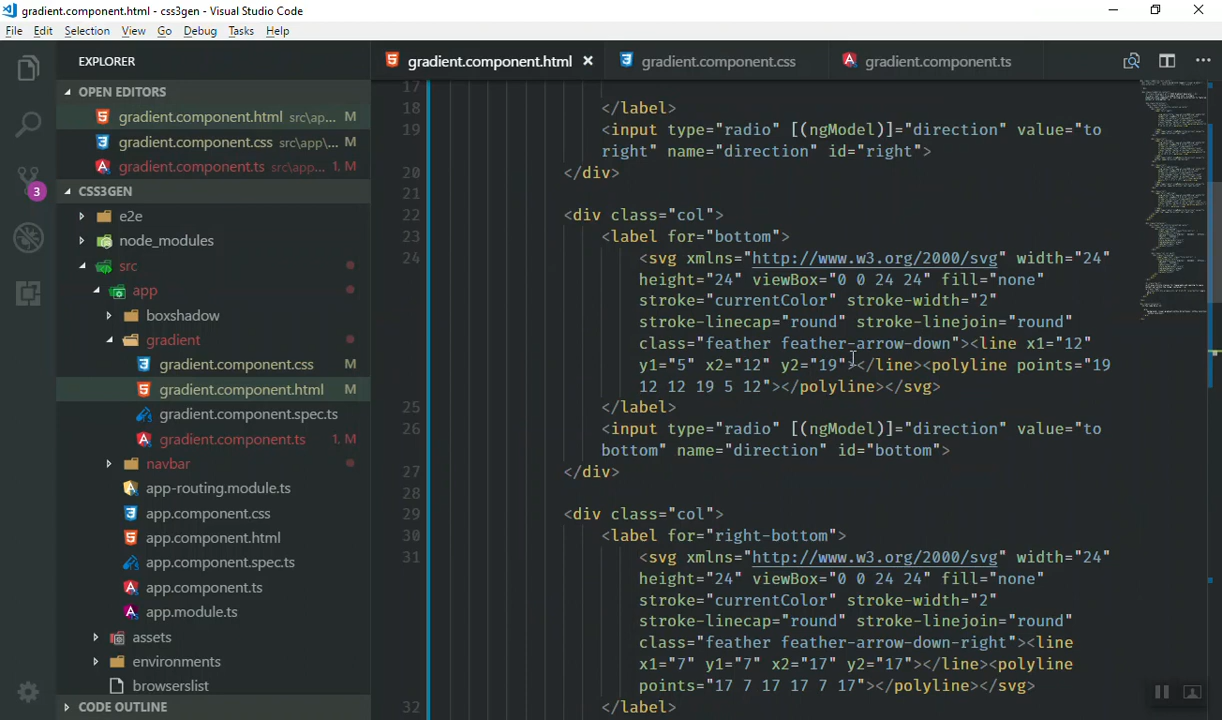 gradient.component.html - css3gen - Visual Studio Code
File Edit Selection View Go Debug Tasks Help
EXPLORER
OPEN EDITORS
gradient.component.html src\ap... M
gradient.component.css src\app\... M
gradient.component.ts src\app... 1, M
CSS3GEN
e2e
node_modules
src
app
boxshadow
gradient
gradient.component.css M
gradient.component.html M
gradient.component.spec.ts
gradient.component.ts 1, M
navbar
app-routing.module.ts
app.component.css
app.component.html
app.component.spec.ts
app.component.ts
app.module.ts
assets
environments
browserslist
CODE OUTLINE
3
gradient.component.html
gradient.component.css
gradient.component.ts
17
18 </label>
19 <input type="radio" [(ngModel)]="direction" value="to
right" name="direction" id="right">
20 </div>
21
22 <div class="col">
23 <label for="bottom">
24 <svg xmlns="http://www.w3.org/2000/svg" width="24"
height="24" viewBox="0 0 24 24" fill="none"
stroke="currentColor" stroke-width="2"
stroke-linecap="round" stroke-linejoin="round"
class="feather feather-arrow-down"><line x1="12"
y1="5" x2="12" y2="19"></line><polyline points="19
12 12 19 5 12"></polyline></svg>
25 </label>
26 <input type="radio" [(ngModel)]="direction" value="to
bottom" name="direction" id="bottom">
27 </div>
28
29 <div class="col">
30 <label for="right-bottom">
31 <svg xmlns="http://www.w3.org/2000/svg" width="24"
height="24" viewBox="0 0 24 24" fill="none"
stroke="currentColor" stroke-width="2"
stroke-linecap="round" stroke-linejoin="round"
class="feather feather-arrow-down-right"><line
x1="7" y1="7" x2="17" y2="17"></line><polyline
points="17 7 17 17 7 17"></polyline></svg>
32 </label>